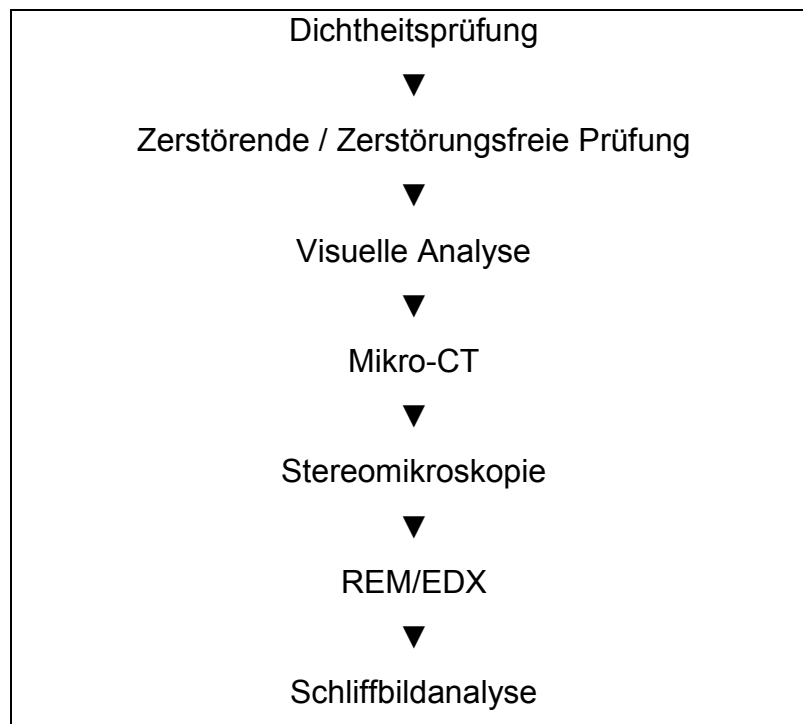 Dichtheitsprüfung
▼
Zerstörende / Zerstörungsfreie Prüfung
▼
Visuelle Analyse
▼
Mikro-CT
▼
Stereomikroskopie
▼
REM/EDX
▼
Schliffbildanalyse